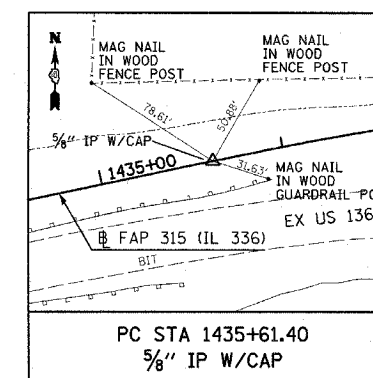 N
MAG NAIL
IN WOOD
FENCE POST
MAG NAIL
IN WOOD
FENCE POST
78.61'
50.88'
⅝" IP W/CAP
31.63'
1435+00
MAG NAIL
IN WOOD
GUARDRAIL PO
EX US 136
℄ FAP 315 (IL 336)
BIT
PC STA 1435+61.40
⅝" IP W/CAP